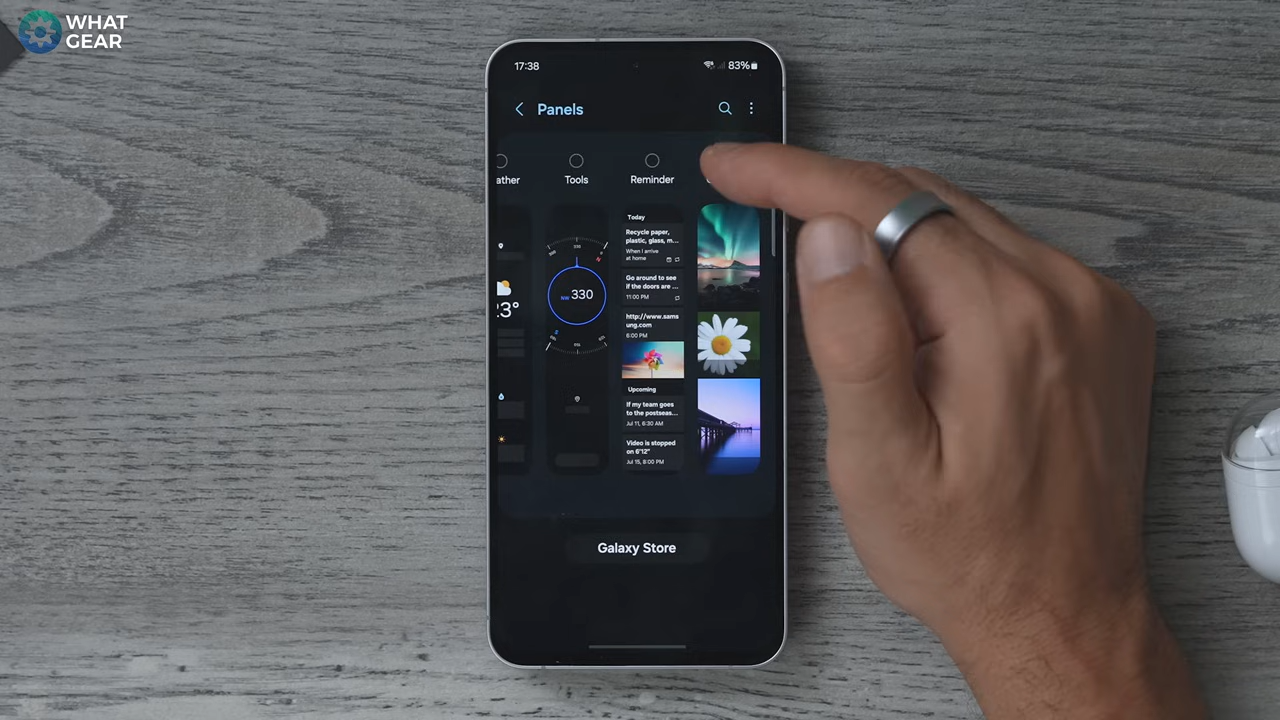 WHAT
GEAR
17:38
83%
Panels
ather
Tools
Reminder
Today
Recycle paper,
plastic, glass, m...
When I arrive
at home
Go around to see
if the doors are ...
11:00 PM
http://www.sams
ung.com
6:00 PM
Upcoming
If my team goes
to the postseas...
Jul 11, 6:30 AM
Video is stopped
on 6'12"
Jul 15, 8:00 PM
23°
NW 330
Galaxy Store